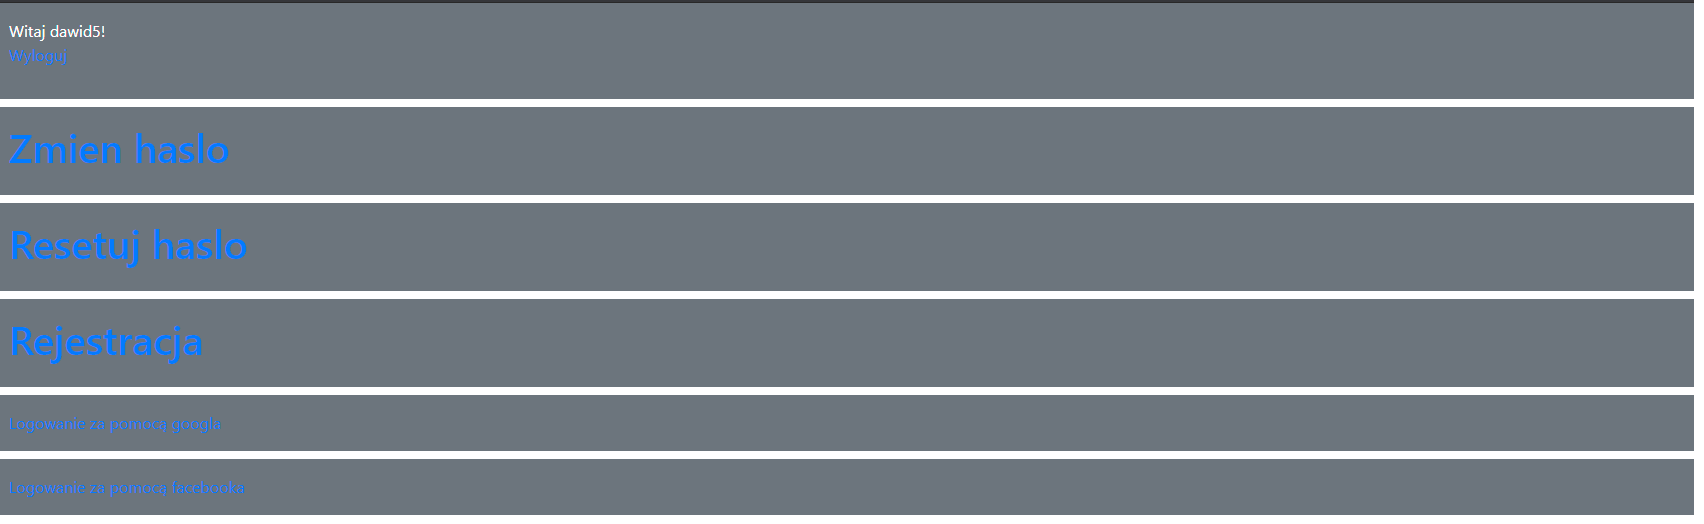 Witaj dawid5!
Wyloguj
Zmien haslo
Resetuj haslo
Rejestracja
Logowanie za pomocą google
Logowanie za pomocą facebooka